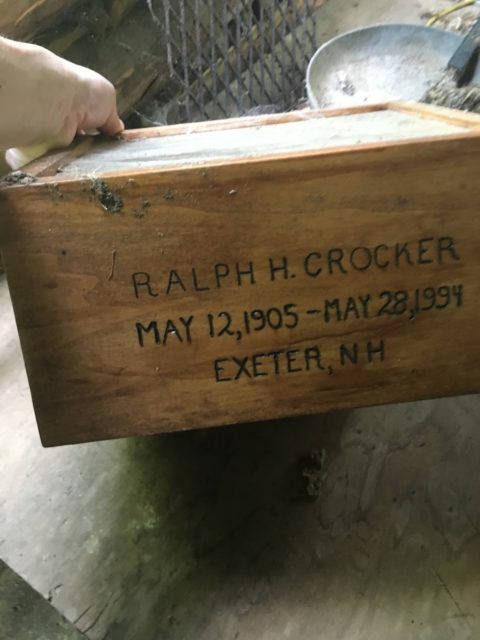 RALPH H. CROCKER
MAY 12,1905 - MAY 28,1994
EXETER, NH